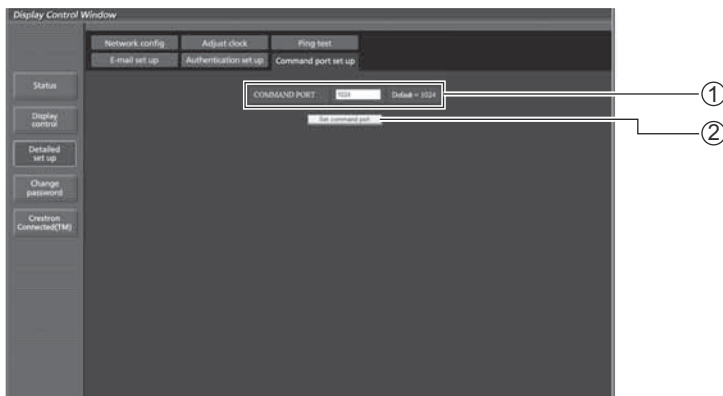 Display Control Window
Network config Adjust clock Ping test
E-mail set up Authentication set up Command port set up
Status
COMMAND PORT 1024 Default = 1024
①
Set command port
②
Display
control
Detailed
set up
Change
password
Crestron
Connected(TM)